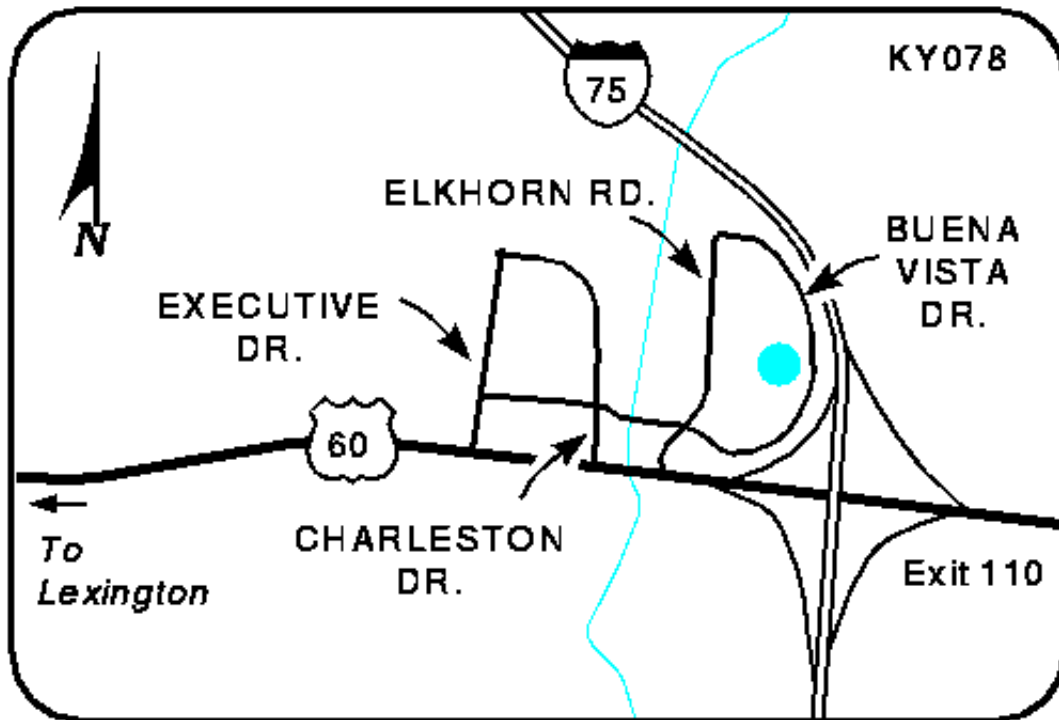 KY078
75
ELKHORN RD.
BUENA
VISTA
DR.
N
EXECUTIVE
DR.
60
CHARLESTON
DR.
To
Lexington
Exit 110